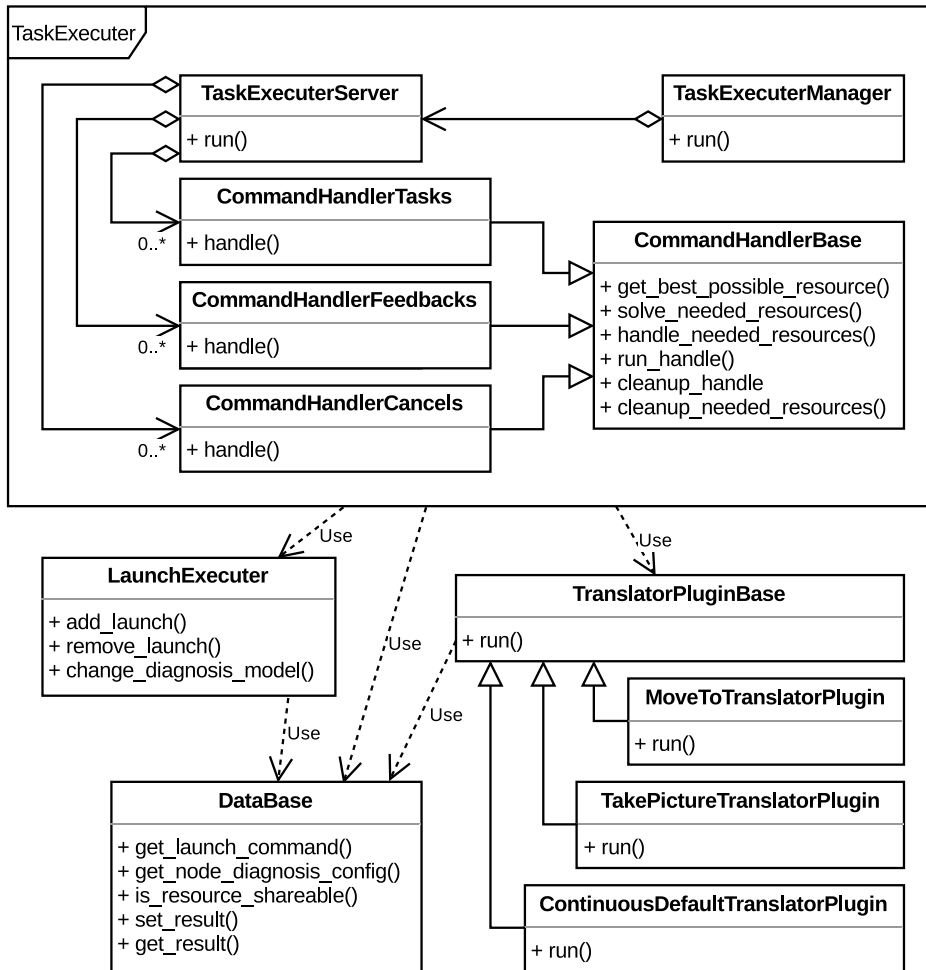 TaskExecuter
TaskExecuterServer
+ run()
TaskExecuterManager
+ run()
CommandHandlerTasks
+ handle()
0..*
CommandHandlerFeedbacks
+ handle()
0..*
CommandHandlerCancels
+ handle()
0..*
CommandHandlerBase
+ get_best_possible_resource()
+ solve_needed_resources()
+ handle_needed_resources()
+ run_handle()
+ cleanup_handle
+ cleanup_needed_resources()
Use
Use
Use
LaunchExecuter
+ add_launch()
+ remove_launch()
+ change_diagnosis_model()
TranslatorPluginBase
+ run()
Use
Use
MoveToTranslatorPlugin
+ run()
TakePictureTranslatorPlugin
+ run()
ContinuousDefaultTranslatorPlugin
+ run()
DataBase
+ get_launch_command()
+ get_node_diagnosis_config()
+ is_resource_shareable()
+ set_result()
+ get_result()